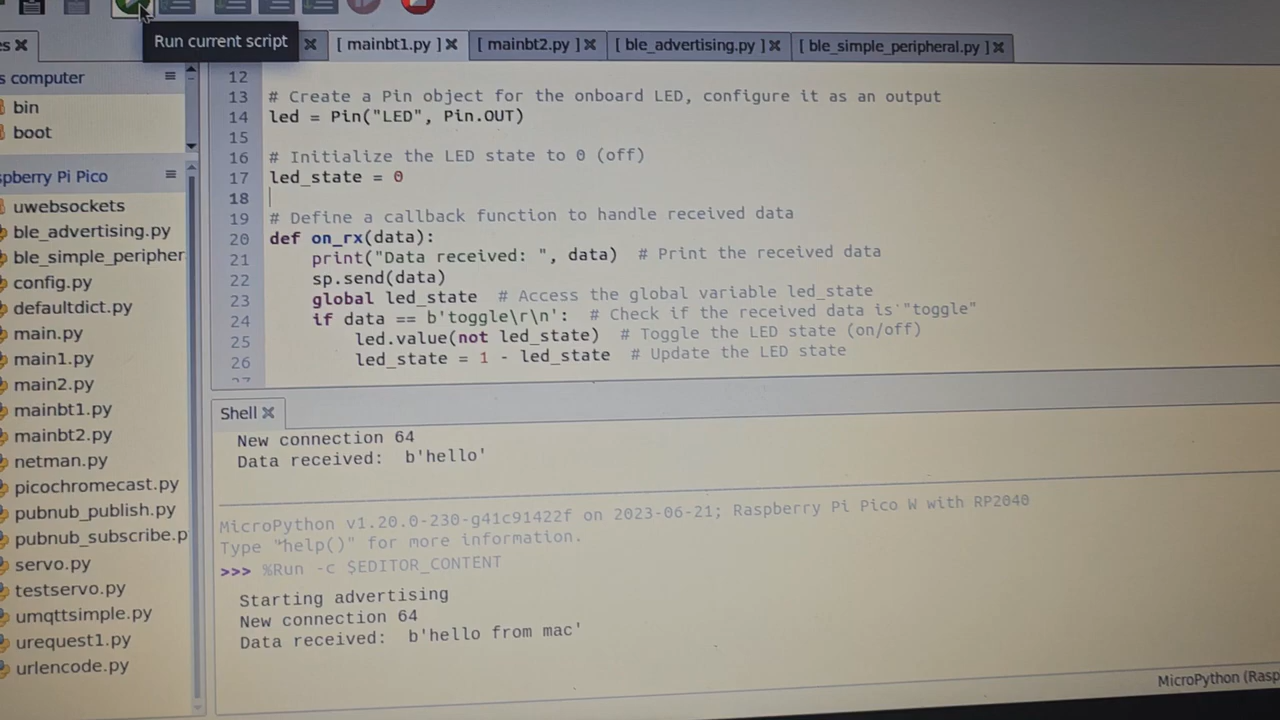 Run current script
es
[ mainbt1.py ]
[ mainbt2.py ]
[ ble_advertising.py ]
[ ble_simple_peripheral.py ]
s computer
bin
boot
spberry Pi Pico
uwebsockets
ble_advertising.py
ble_simple_peripher
config.py
defaultdict.py
main.py
main1.py
main2.py
mainbt1.py
mainbt2.py
netman.py
picochromecast.py
pubnub_publish.py
pubnub_subscribe.p
servo.py
testservo.py
umqttsimple.py
urequest1.py
urlencode.py
12
13 # Create a Pin object for the onboard LED, configure it as an output
14 led = Pin("LED", Pin.OUT)
15
16 # Initialize the LED state to 0 (off)
17 led_state = 0
18
19 # Define a callback function to handle received data
20 def on_rx(data):
21 print("Data received: ", data) # Print the received data
22 sp.send(data)
23 global led_state # Access the global variable led_state
24 if data == b'toggle\r\n': # Check if the received data is "toggle"
25 led.value(not led_state) # Toggle the LED state (on/off)
26 led_state = 1 - led_state # Update the LED state
Shell
New connection 64
Data received: b'hello'
MicroPython v1.20.0-230-g41c91422f on 2023-06-21; Raspberry Pi Pico W with RP2040
Type "help()" for more information.
>>> %Run -c $EDITOR_CONTENT
Starting advertising
New connection 64
Data received: b'hello from mac'
MicroPython (Rasp